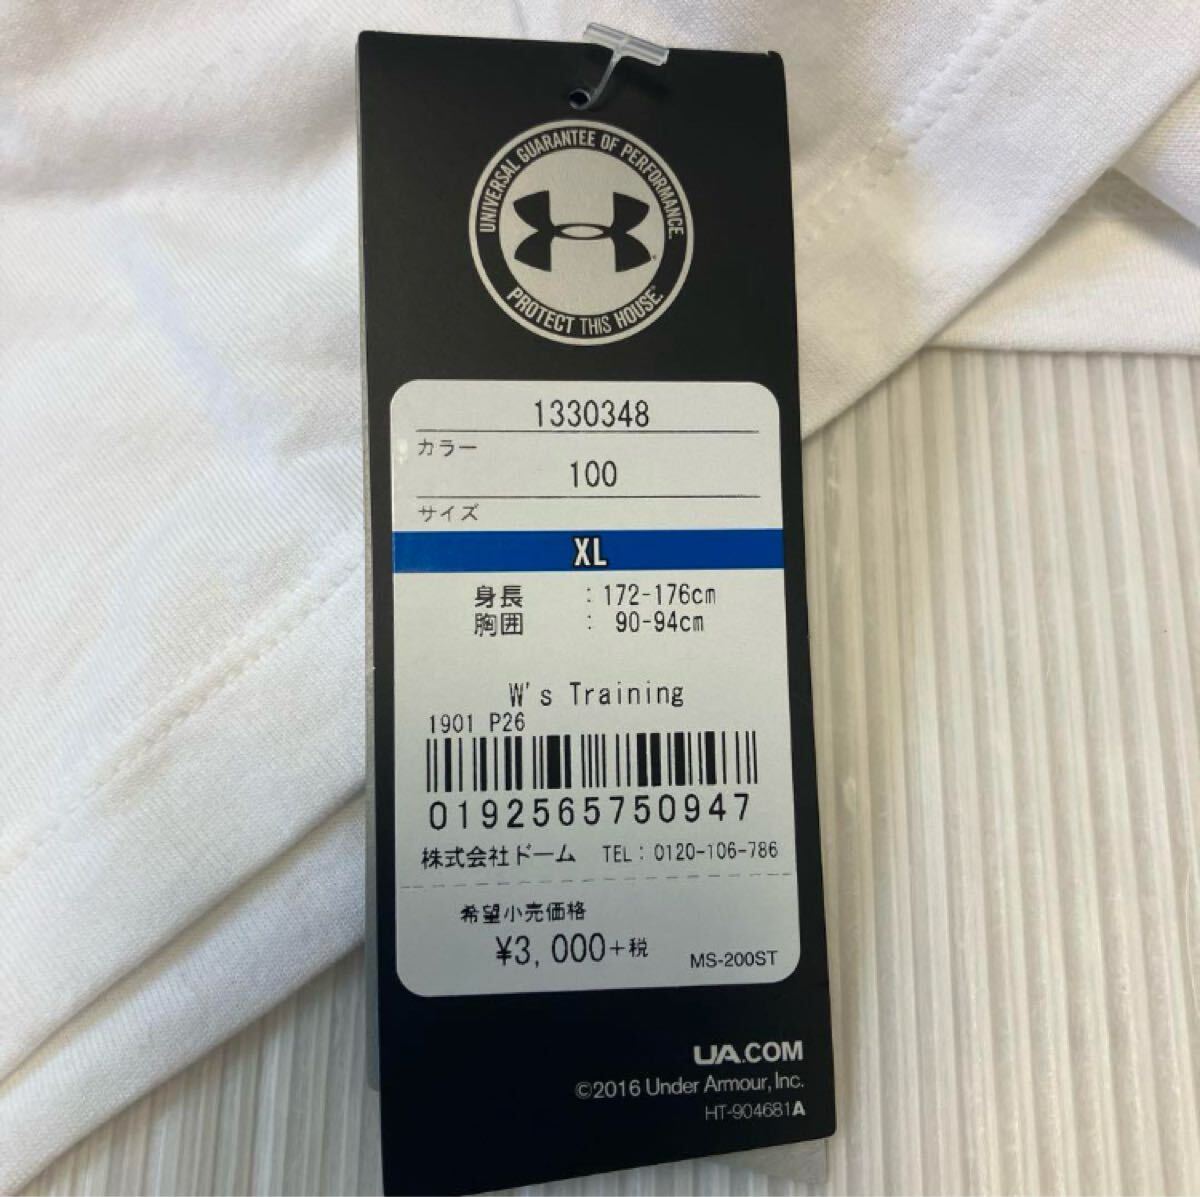 UNIVERSAL GUARANTEE OF PERFORMANCE.
PROTECT THIS HOUSE.
1330348
カラー
100
サイズ
XL
身長 : 172-176cm
胸囲 : 90-94cm
W's Training
1901 P26
0192565750947
株式会社ドーム TEL: 0120-106-786
希望小売価格
¥3,000+税
MS-200ST
UA.COM
©2016 Under Armour, Inc.
HT-904681A